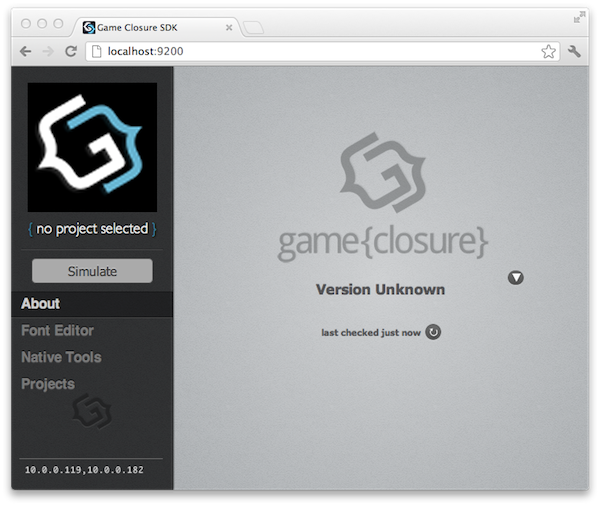 Game Closure SDK
localhost:9200
{ no project selected }
Simulate
About
Font Editor
Native Tools
Projects
10.0.0.119,10.0.0.182
game{closure}
Version Unknown
last checked just now